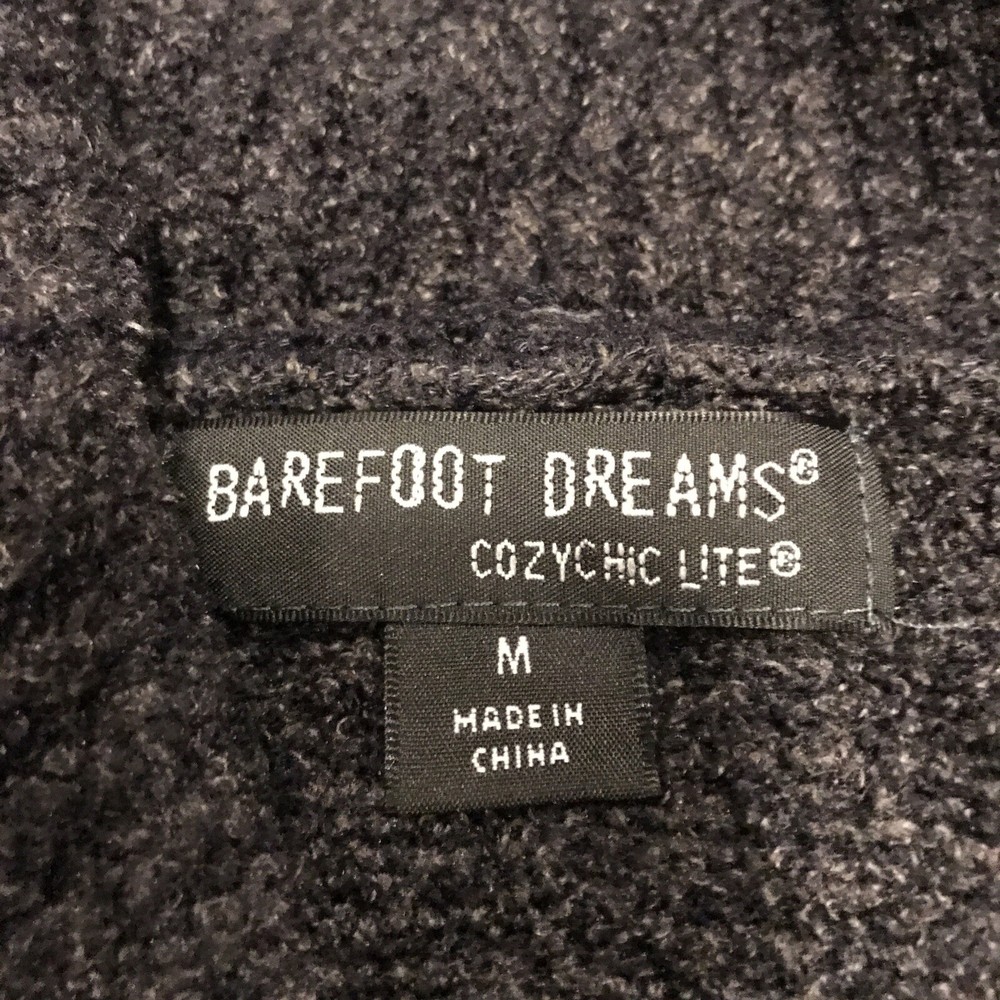 BAREFOOT DREAMS®
COZYCHIC LITE®
M
MADE IN
CHINA